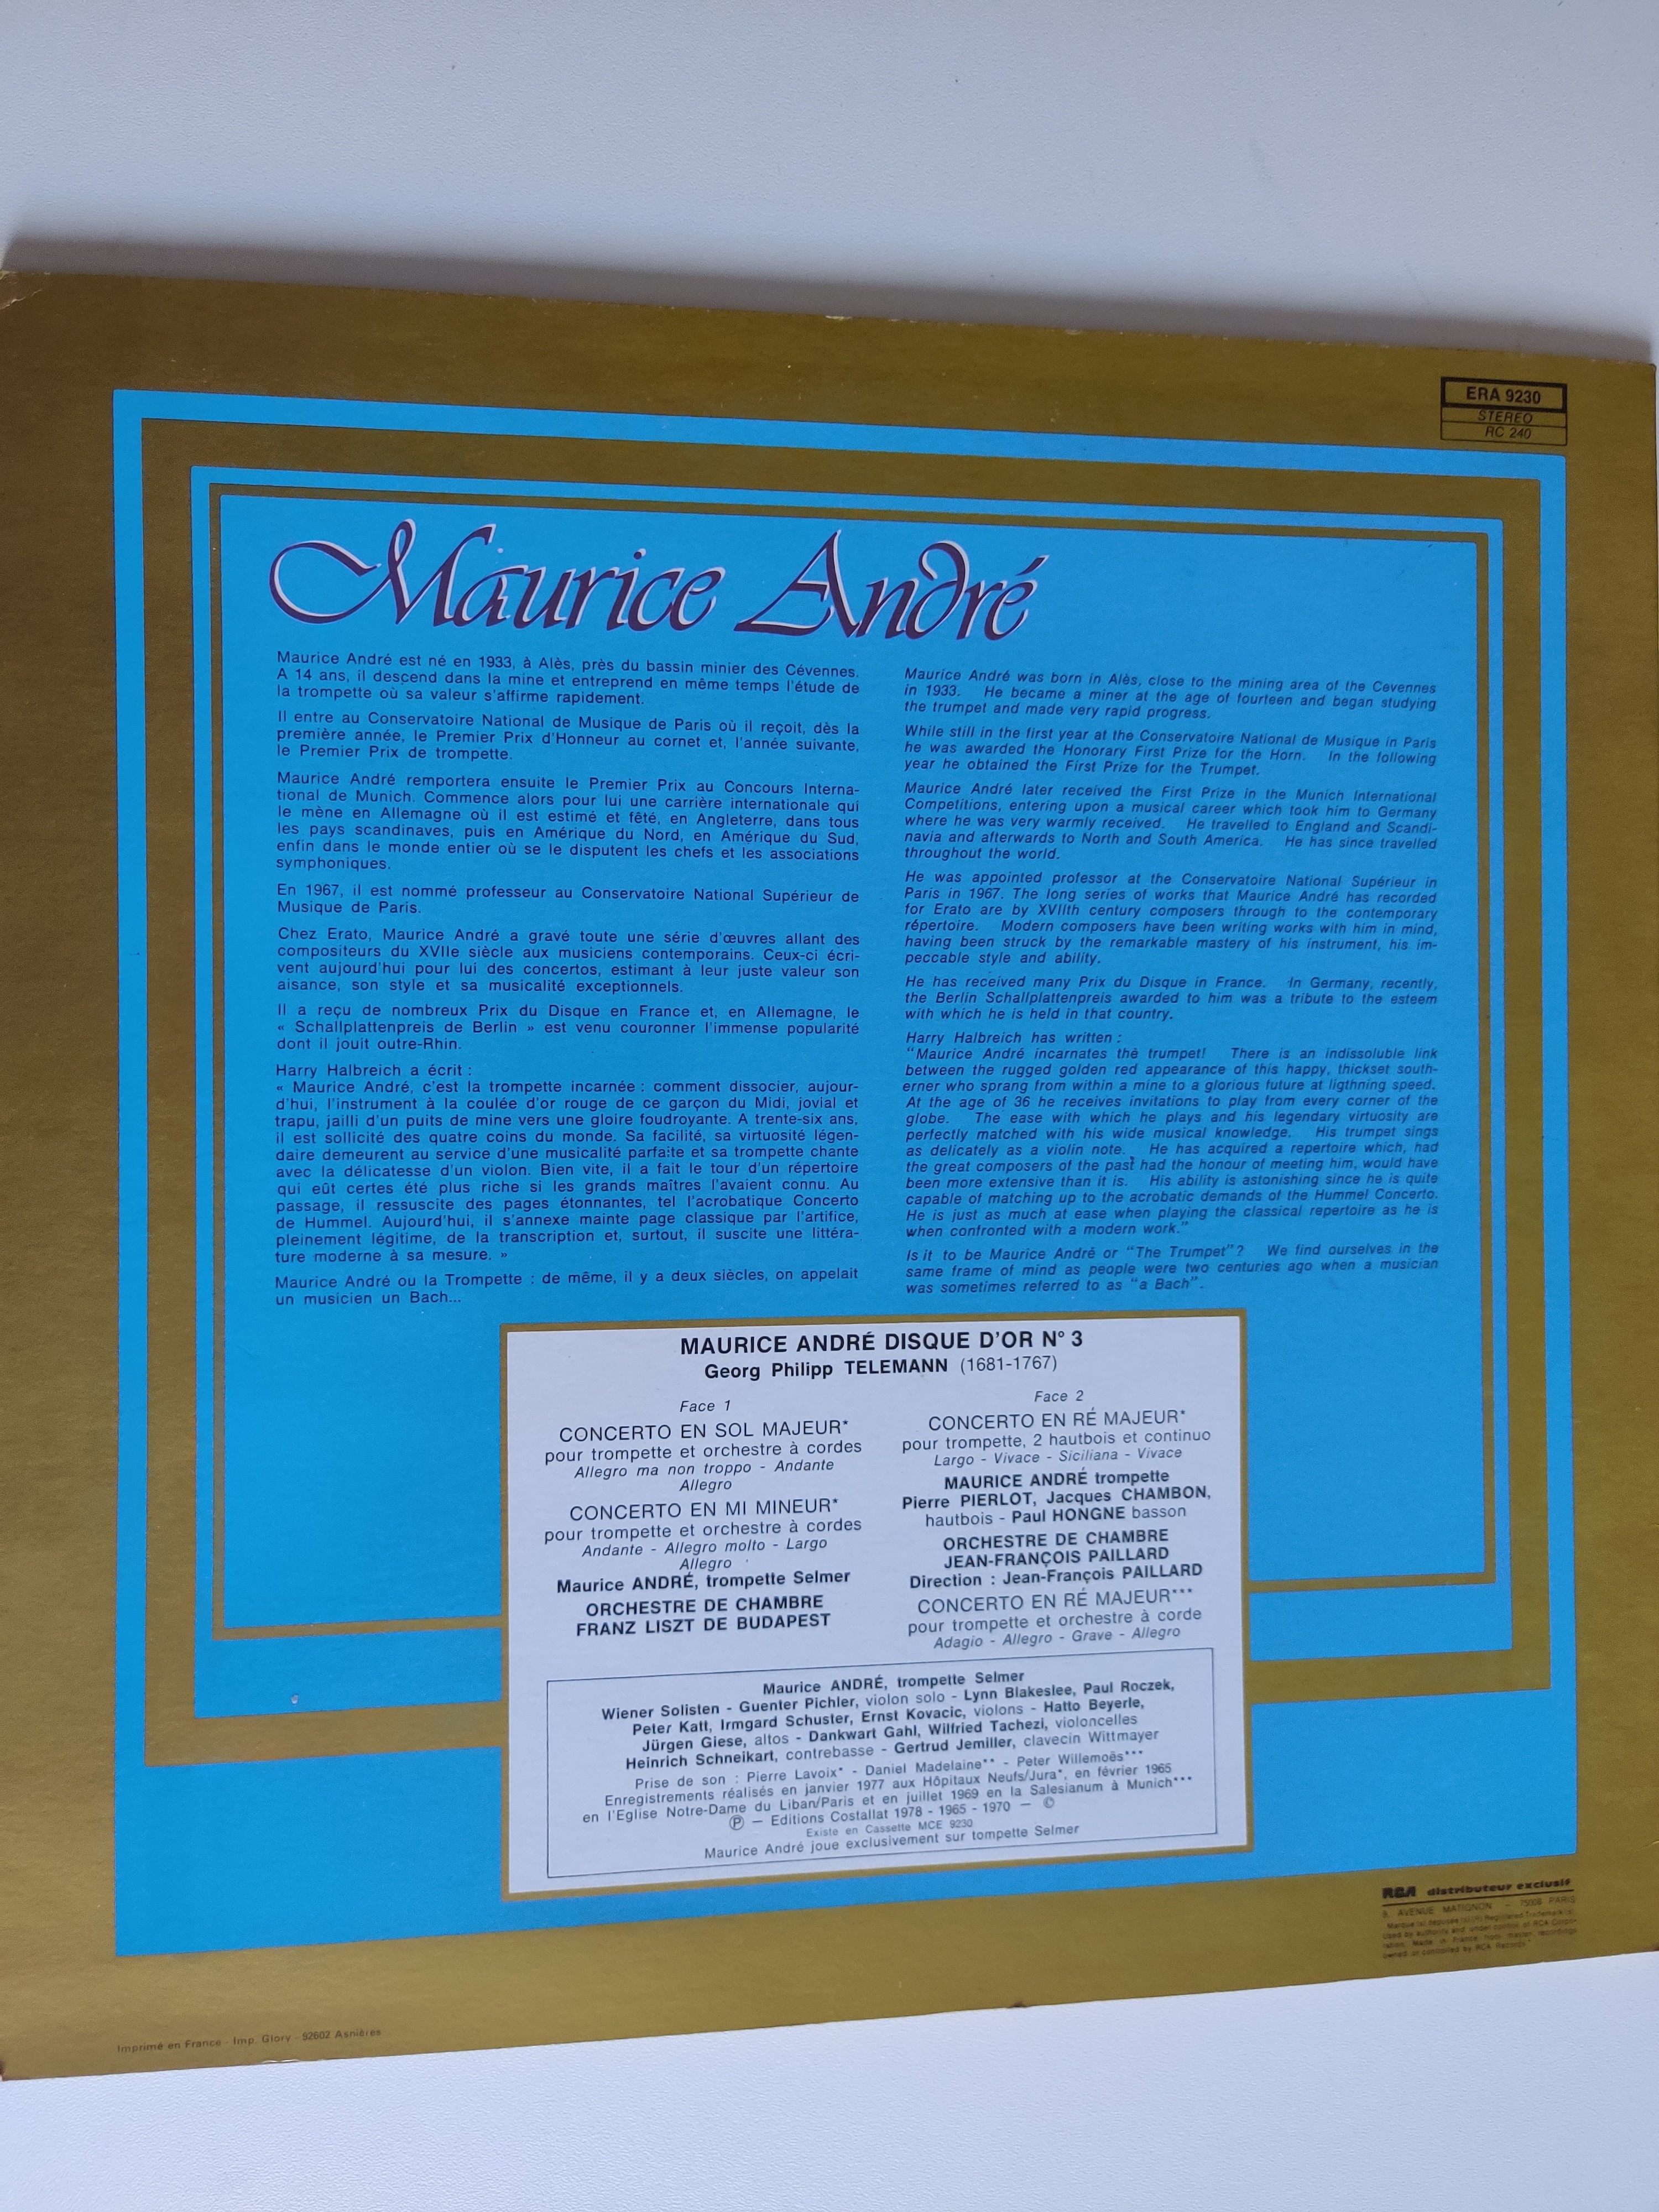 ERA 9230
STEREO
RC 240
Maurice André
Maurice André est né en 1933, à Alès, près du bassin minier des Cévennes.
A 14 ans, il descend dans la mine et entreprend en même temps l'étude de
la trompette où sa valeur s'affirme rapidement.
Il entre au Conservatoire National de Musique de Paris où il reçoit, dès la
première année, le Premier Prix d'Honneur au cornet et, l'année suivante,
le Premier Prix de trompette.
Maurice André remportera ensuite le Premier Prix au Concours Interna-
tional de Munich. Commence alors pour lui une carrière internationale qui
le mène en Allemagne où il est estimé et fêté, en Angleterre, dans tous
les pays scandinaves, puis en Amérique du Nord, en Amérique du Sud,
enfin dans le monde entier où se le disputent les chefs et les associations
symphoniques.
En 1967, il est nommé professeur au Conservatoire National Supérieur de
Musique de Paris.
Chez Erato, Maurice André a gravé toute une série d'œuvres allant des
compositeurs du XVIIe siècle aux musiciens contemporains. Ceux-ci écri-
vent aujourd'hui pour lui des concertos, estimant à leur juste valeur son
aisance, son style et sa musicalité exceptionnels.
Il a reçu de nombreux Prix du Disque en France et, en Allemagne, le
« Schallplattenpreis de Berlin » est venu couronner l'immense popularité
dont il jouit outre-Rhin.
Harry Halbreich a écrit :
« Maurice André, c'est la trompette incarnée : comment dissocier, aujour-
d'hui, l'instrument à la coulée d'or rouge de ce garçon du Midi, jovial et
trapu, jailli d'un puits de mine vers une gloire foudroyante. A trente-six ans,
il est sollicité des quatre coins du monde. Sa facilité, sa virtuosité légen-
daire demeurent au service d'une musicalité parfaite et sa trompette chante
avec la délicatesse d'un violon. Bien vite, il a fait le tour d'un répertoire
qui eût certes été plus riche si les grands maîtres l'avaient connu. Au
passage, il ressuscite des pages étonnantes, tel l'acrobatique Concerto
de Hummel. Aujourd'hui, il s'annexe mainte page classique par l'artifice,
pleinement légitime, de la transcription et, surtout, il suscite une littéra-
ture moderne à sa mesure. »
Maurice André ou la Trompette : de même, il y a deux siècles, on appelait
un musicien un Bach...
Maurice André was born in Alès, close to the mining area of the Cevennes
in 1933. He became a miner at the age of fourteen and began studying
the trumpet and made very rapid progress.
While still in the first year at the Conservatoire National de Musique in Paris
he was awarded the Honorary First Prize for the Horn. In the following
year he obtained the First Prize for the Trumpet.
Maurice André later received the First Prize in the Munich International
Competitions, entering upon a musical career which took him to Germany
where he was very warmly received. He travelled to England and Scandi-
navia and afterwards to North and South America. He has since travelled
throughout the world.
He was appointed professor at the Conservatoire National Supérieur in
Paris in 1967. The long series of works that Maurice André has recorded
for Erato are by XVIIth century composers through to the contemporary
répertoire. Modern composers have been writing works with him in mind,
having been struck by the remarkable mastery of his instrument, his im-
peccable style and ability.
He has received many Prix du Disque in France. In Germany, recently,
the Berlin Schallplattenpreis awarded to him was a tribute to the esteem
with which he is held in that country.
Harry Halbreich has written :
"Maurice André incarnates the trumpet! There is an indissoluble link
between the rugged golden red appearance of this happy, thickset south-
erner who sprang from within a mine to a glorious future at ligthning speed.
At the age of 36 he receives invitations to play from every corner of the
globe. The ease with which he plays and his legendary virtuosity are
perfectly matched with his wide musical knowledge. His trumpet sings
as delicately as a violin note. He has acquired a repertoire which, had
the great composers of the past had the honour of meeting him, would have
been more extensive than it is. His ability is astonishing since he is quite
capable of matching up to the acrobatic demands of the Hummel Concerto.
He is just as much at ease when playing the classical repertoire as he is
when confronted with a modern work."
Is it to be Maurice André or "The Trumpet"? We find ourselves in the
same frame of mind as people were two centuries ago when a musician
was sometimes referred to as "a Bach".
MAURICE ANDRÉ DISQUE D'OR N° 3
Georg Philipp TELEMANN (1681-1767)
Face 1
CONCERTO EN SOL MAJEUR*
pour trompette et orchestre à cordes
Allegro ma non troppo - Andante
Allegro
CONCERTO EN MI MINEUR*
pour trompette et orchestre à cordes
Andante - Allegro molto - Largo
Allegro
Maurice ANDRÉ, trompette Selmer
ORCHESTRE DE CHAMBRE
FRANZ LISZT DE BUDAPEST
Face 2
CONCERTO EN RÉ MAJEUR*
pour trompette, 2 hautbois et continuo
Largo - Vivace - Siciliana - Vivace
MAURICE ANDRÉ trompette
Pierre PIERLOT, Jacques CHAMBON,
hautbois - Paul HONGNE basson
ORCHESTRE DE CHAMBRE
JEAN-FRANÇOIS PAILLARD
Direction : Jean-François PAILLARD
CONCERTO EN RÉ MAJEUR***
pour trompette et orchestre à corde
Adagio - Allegro - Grave - Allegro
Maurice ANDRÉ, trompette Selmer
Wiener Solisten - Guenter Pichler, violon solo - Lynn Blakeslee, Paul Roczek,
Peter Katt, Irmgard Schuster, Ernst Kovacic, violons - Hatto Beyerle,
Jürgen Giese, altos - Dankwart Gahl, Wilfried Tachezi, violoncelles
Heinrich Schneikart, contrebasse - Gertrud Jemiller, clavecin Wittmayer
Prise de son : Pierre Lavoix* - Daniel Madelaine** - Peter Willemoës***
Enregistrements réalisés en janvier 1977 aux Hôpitaux Neufs/Jura*, en février 1965
en l'Eglise Notre-Dame du Liban/Paris et en juillet 1969 en la Salesianum à Munich***
℗ — Editions Costallat 1978 - 1965 - 1970 — ©
Existe en Cassette MCE 9230
Maurice André joue exclusivement sur tompette Selmer
RCA distributeur exclusif
9, AVENUE MATIGNON - 75008 PARIS
Marque(s) déposée(s)/(R) Registered Trademark(s)
Used by authority and under control of RCA Corpo-
ration. Made in France from master recordings
owned or controlled by RCA Records"
Imprimé en France - Imp. Glory - 92602 Asnières